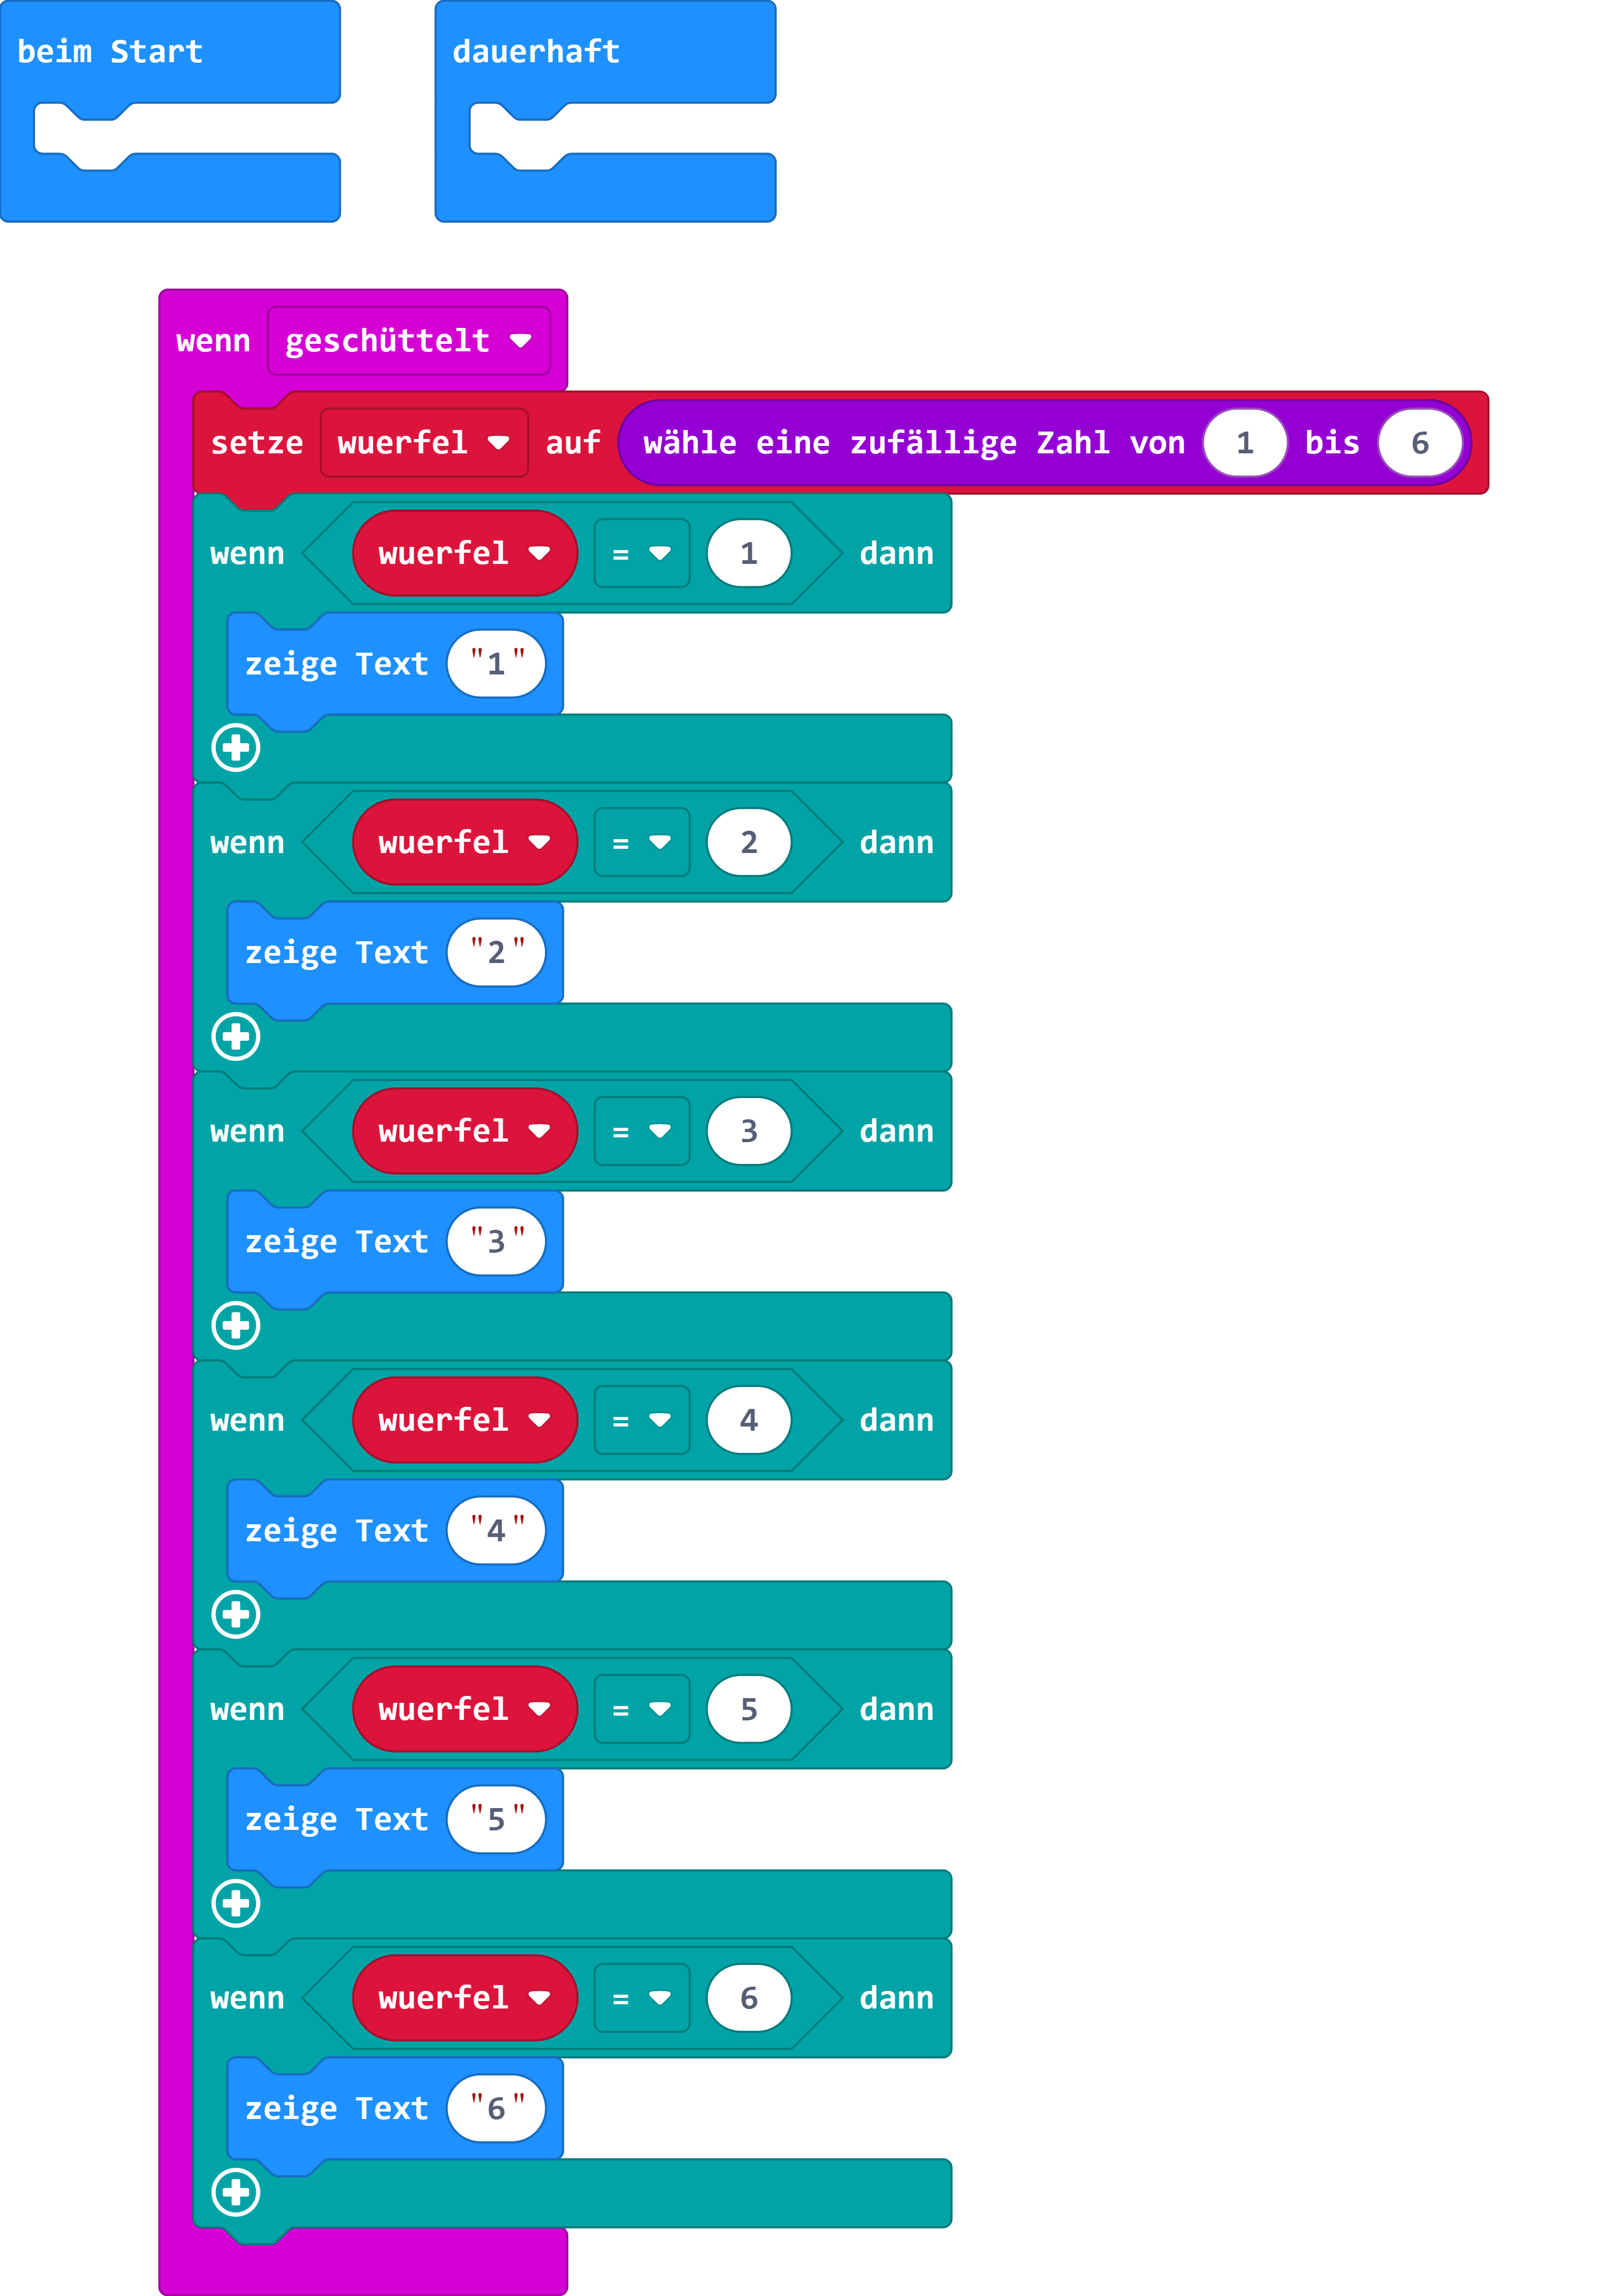 beim Start
dauerhaft
wenn geschüttelt
setze wuerfel auf wähle eine zufällige Zahl von 1 bis 6
wenn wuerfel = 1 dann
zeige Text "1"
wenn wuerfel = 2 dann
zeige Text "2"
wenn wuerfel = 3 dann
zeige Text "3"
wenn wuerfel = 4 dann
zeige Text "4"
wenn wuerfel = 5 dann
zeige Text "5"
wenn wuerfel = 6 dann
zeige Text "6"